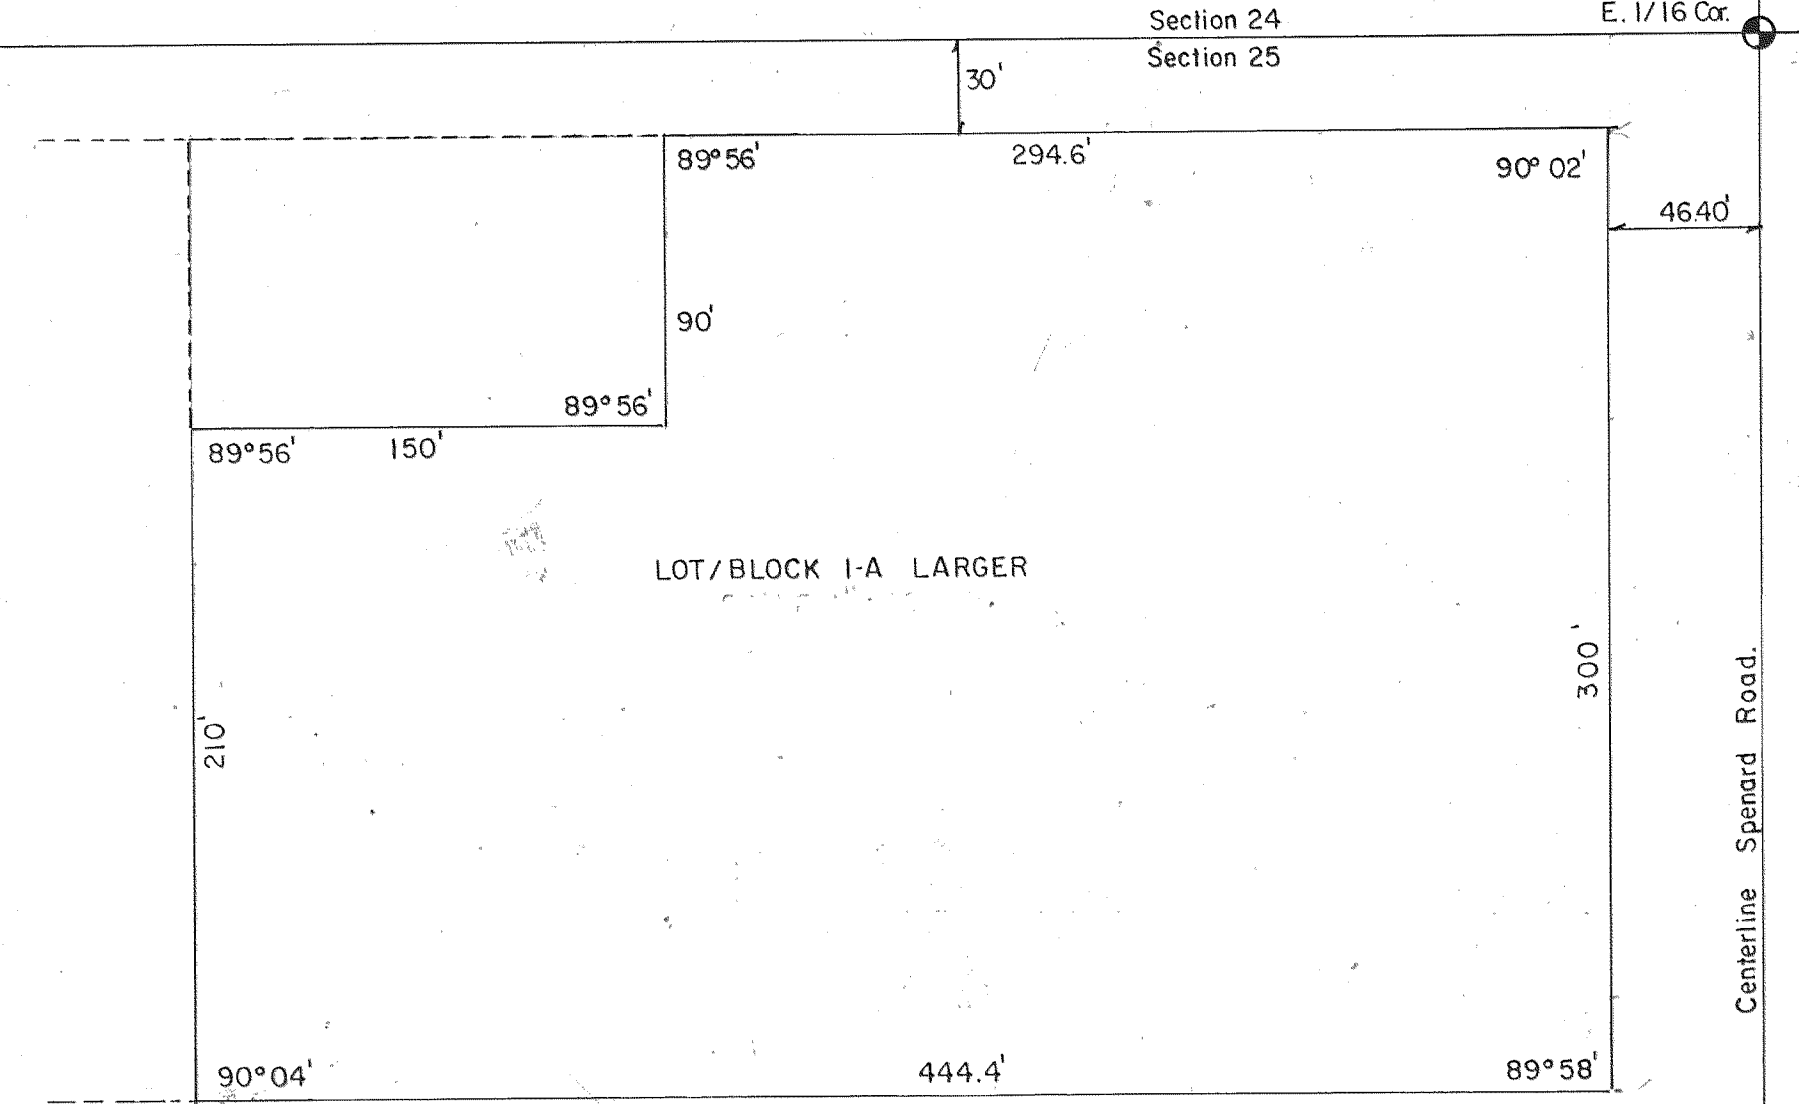 Section 24
E. 1/16 Cor.
Section 25
30'
89°56'
294.6'
90° 02'
46.40'
90'
89°56'
89°56'
150'
LOT/BLOCK 1-A LARGER
300'
210'
Centerline Spenard Road.
90°04'
444.4'
89°58'